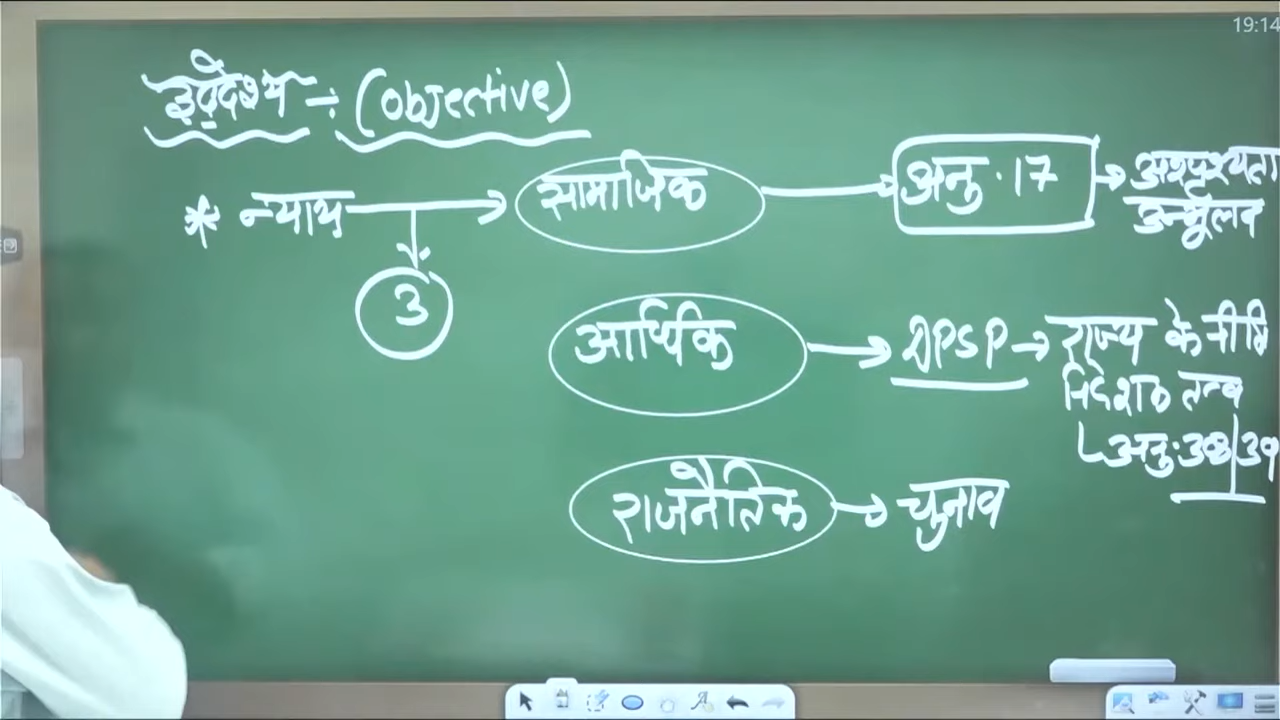 19:14
उद्देश्य ÷ (objective)
* न्याय → सामाजिक → अनु. 17 → अस्पृश्यता
उन्मूलन
3
आर्थिक → DPSP → राज्य के नीति
निदेशक तत्व
अनु. 38|39
राजनैतिक → चुनाव